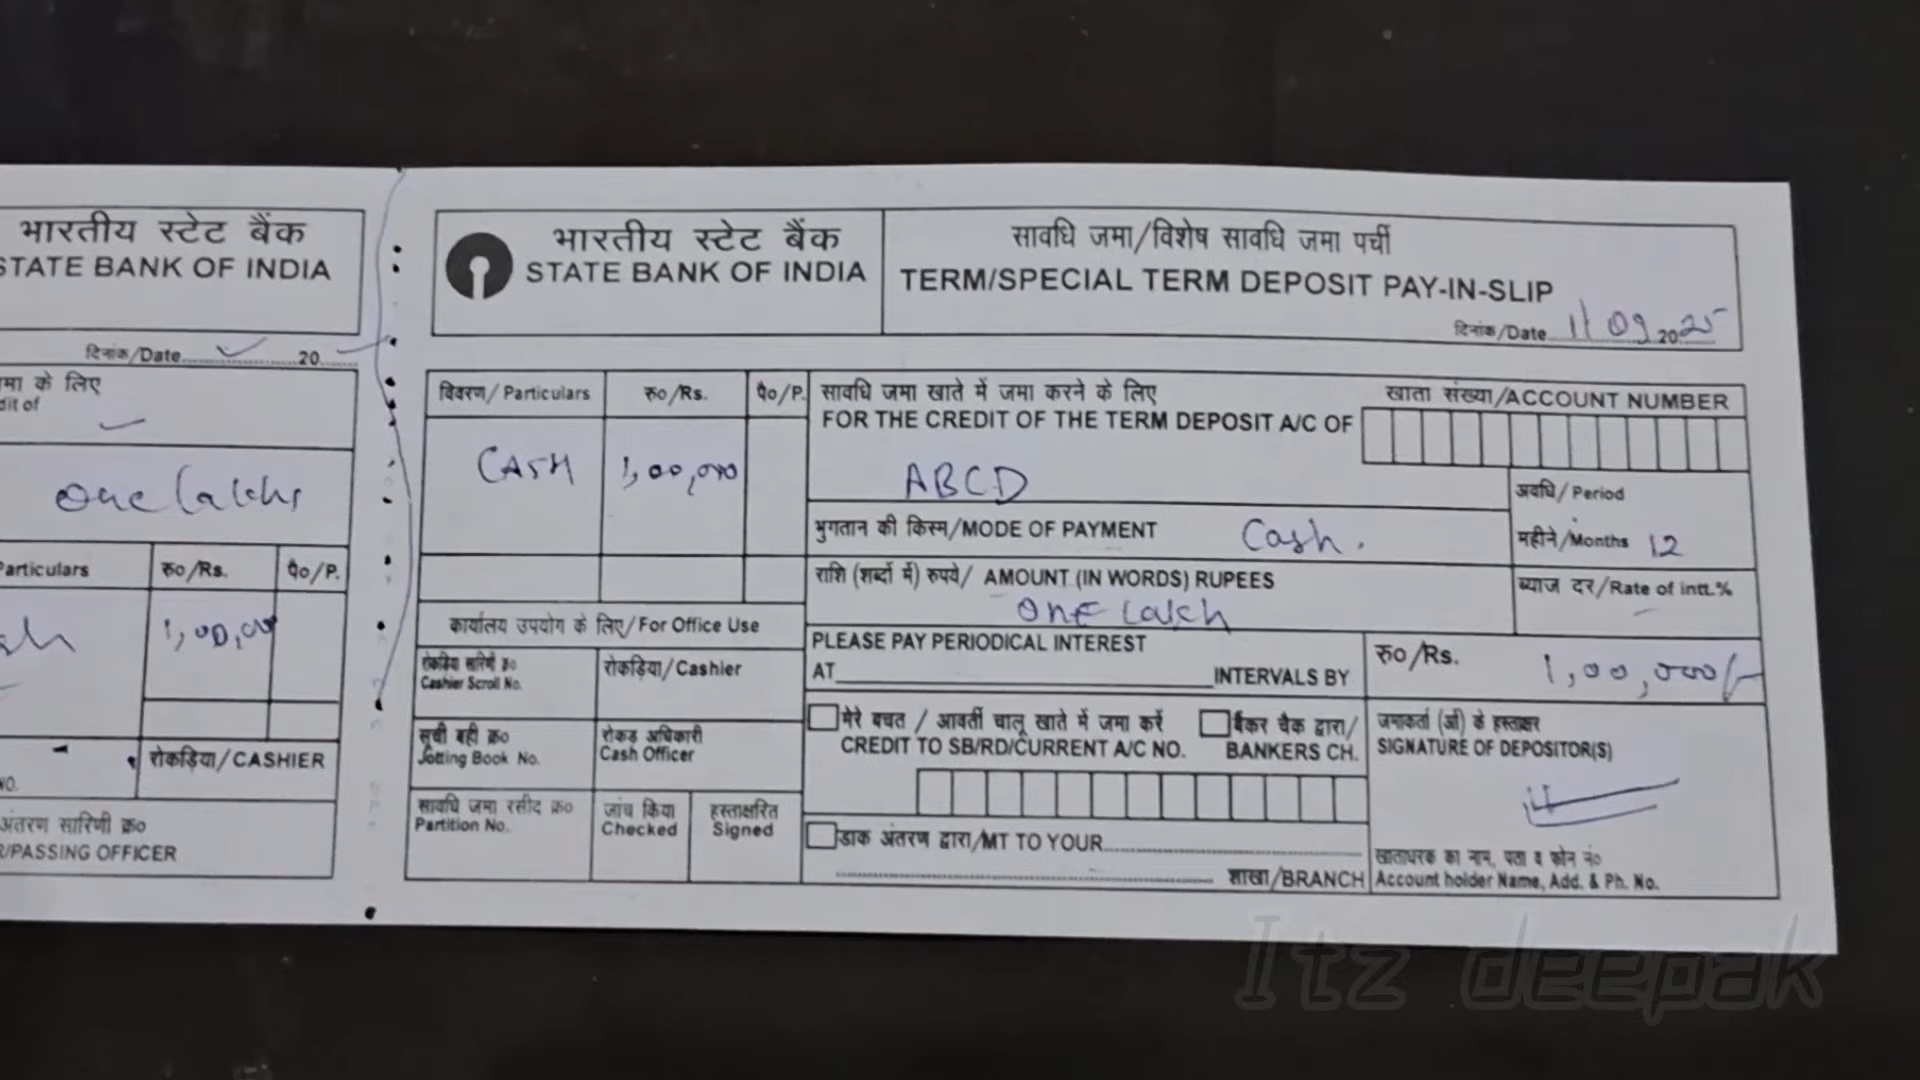 भारतीय स्टेट बैंक
STATE BANK OF INDIA
दिनांक/Date 20
मा के लिए
dit of
One lakhs
Particulars रु०/Rs. पै०/P.
1,00,000
रोकड़िया/CASHIER
NO.
अंतरण सारिणी क्र०
R/PASSING OFFICER
भारतीय स्टेट बैंक
STATE BANK OF INDIA
सावधि जमा/विशेष सावधि जमा पर्ची
TERM/SPECIAL TERM DEPOSIT PAY-IN-SLIP
दिनांक/Date 11 09 2025
विवरण/ Particulars रु०/Rs. पै०/P.
CASH 1,00,000
कार्यालय उपयोग के लिए/For Office Use
रोकड़िया सारिणी क्र० रोकड़िया/Cashier
Cashier Scroll No.
सूची बही क्र० रोकड़ अधिकारी
Jotting Book No. Cash Officer
सावधि जमा रसीद क्र० जांच किया हस्ताक्षरित
Partition No. Checked Signed
सावधि जमा खाते में जमा करने के लिए
FOR THE CREDIT OF THE TERM DEPOSIT A/C OF
ABCD
खाता संख्या/ACCOUNT NUMBER
भुगतान की किस्म/MODE OF PAYMENT Cash.
अवधि/Period
महीने/Months 12
राशि (शब्दों में) रुपये/ AMOUNT (IN WORDS) RUPEES
One Lakh
ब्याज दर/Rate of intt.%
PLEASE PAY PERIODICAL INTEREST
AT INTERVALS BY
रु०/Rs. 1,00,000/-
मेरे बचत / आवर्ती चालू खाते में जमा करें
CREDIT TO SB/RD/CURRENT A/C NO.
बैंकर चैक द्वारा/
BANKERS CH.
डाक अंतरण द्वारा/MT TO YOUR
शाखा/BRANCH
जमाकर्ता (ओं) के हस्ताक्षर
SIGNATURE OF DEPOSITOR(S)
खाताधरक का नाम, पता व फोन नं०
Account holder Name, Add. & Ph. No.
Itz deepak